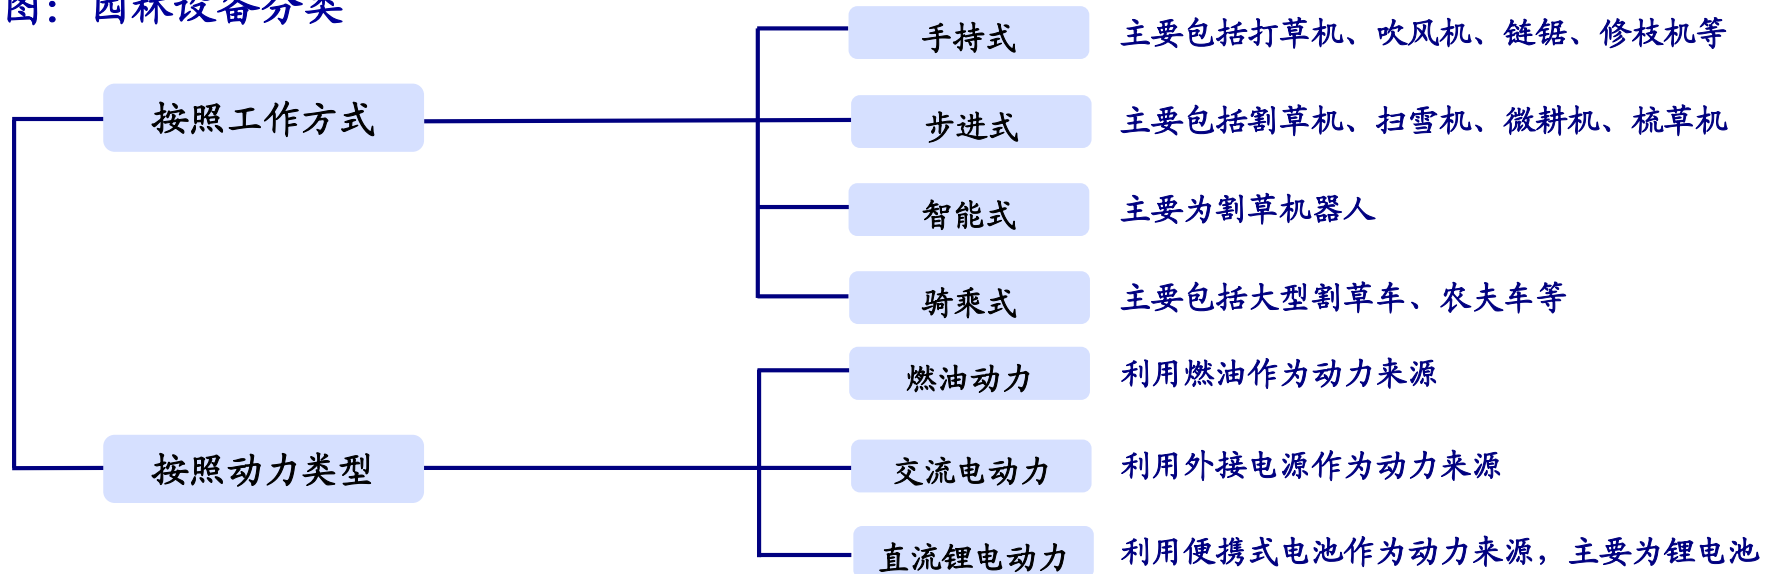 图：园林设备分类
手持式 主要包括打草机、吹风机、链锯、修枝机等
按照工作方式
步进式 主要包括割草机、扫雪机、微耕机、梳草机
智能式 主要为割草机器人
骑乘式 主要包括大型割草车、农夫车等
燃油动力 利用燃油作为动力来源
按照动力类型
交流电动力 利用外接电源作为动力来源
直流锂电动力 利用便携式电池作为动力来源，主要为锂电池